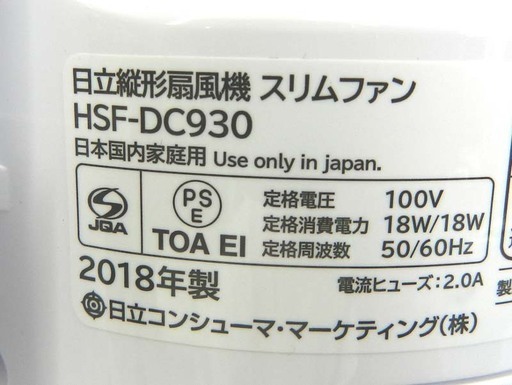 日立縦形扇風機 スリムファン
HSF-DC930
日本国内家庭用 Use only in japan.
JQA
PS
E
TOA EI
定格電圧 100V
定格消費電力 18W/18W
定格周波数 50/60Hz
2018年製
電流ヒューズ:2.0A
日立コンシューマ・マーケティング(株)
製